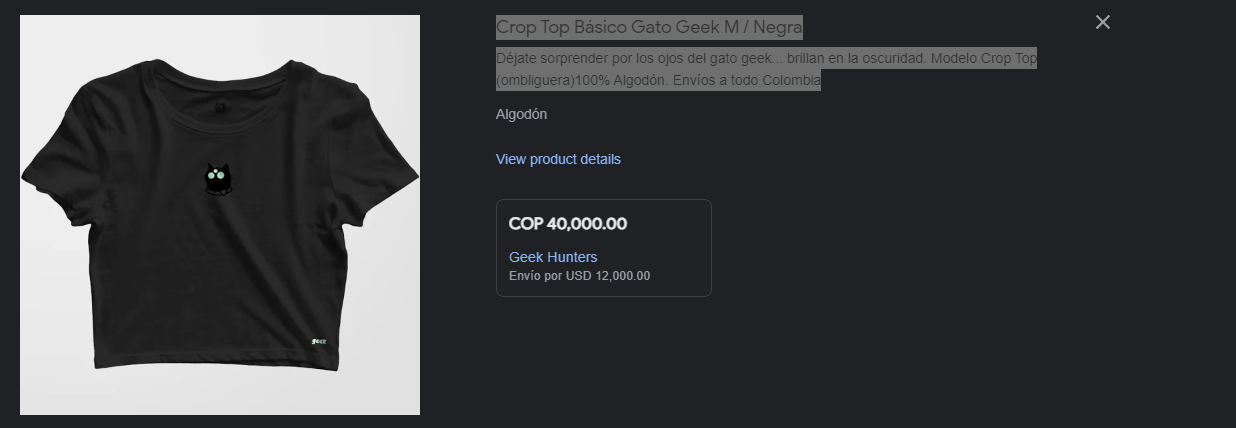 Crop Top Básico Gato Geek M / Negra
Déjate sorprender por los ojos del gato geek... brillan en la oscuridad. Modelo Crop Top
(ombliguera)100% Algodón. Envíos a todo Colombia
Algodón
View product details
COP 40,000.00
Geek Hunters
Envío por USD 12,000.00
geek